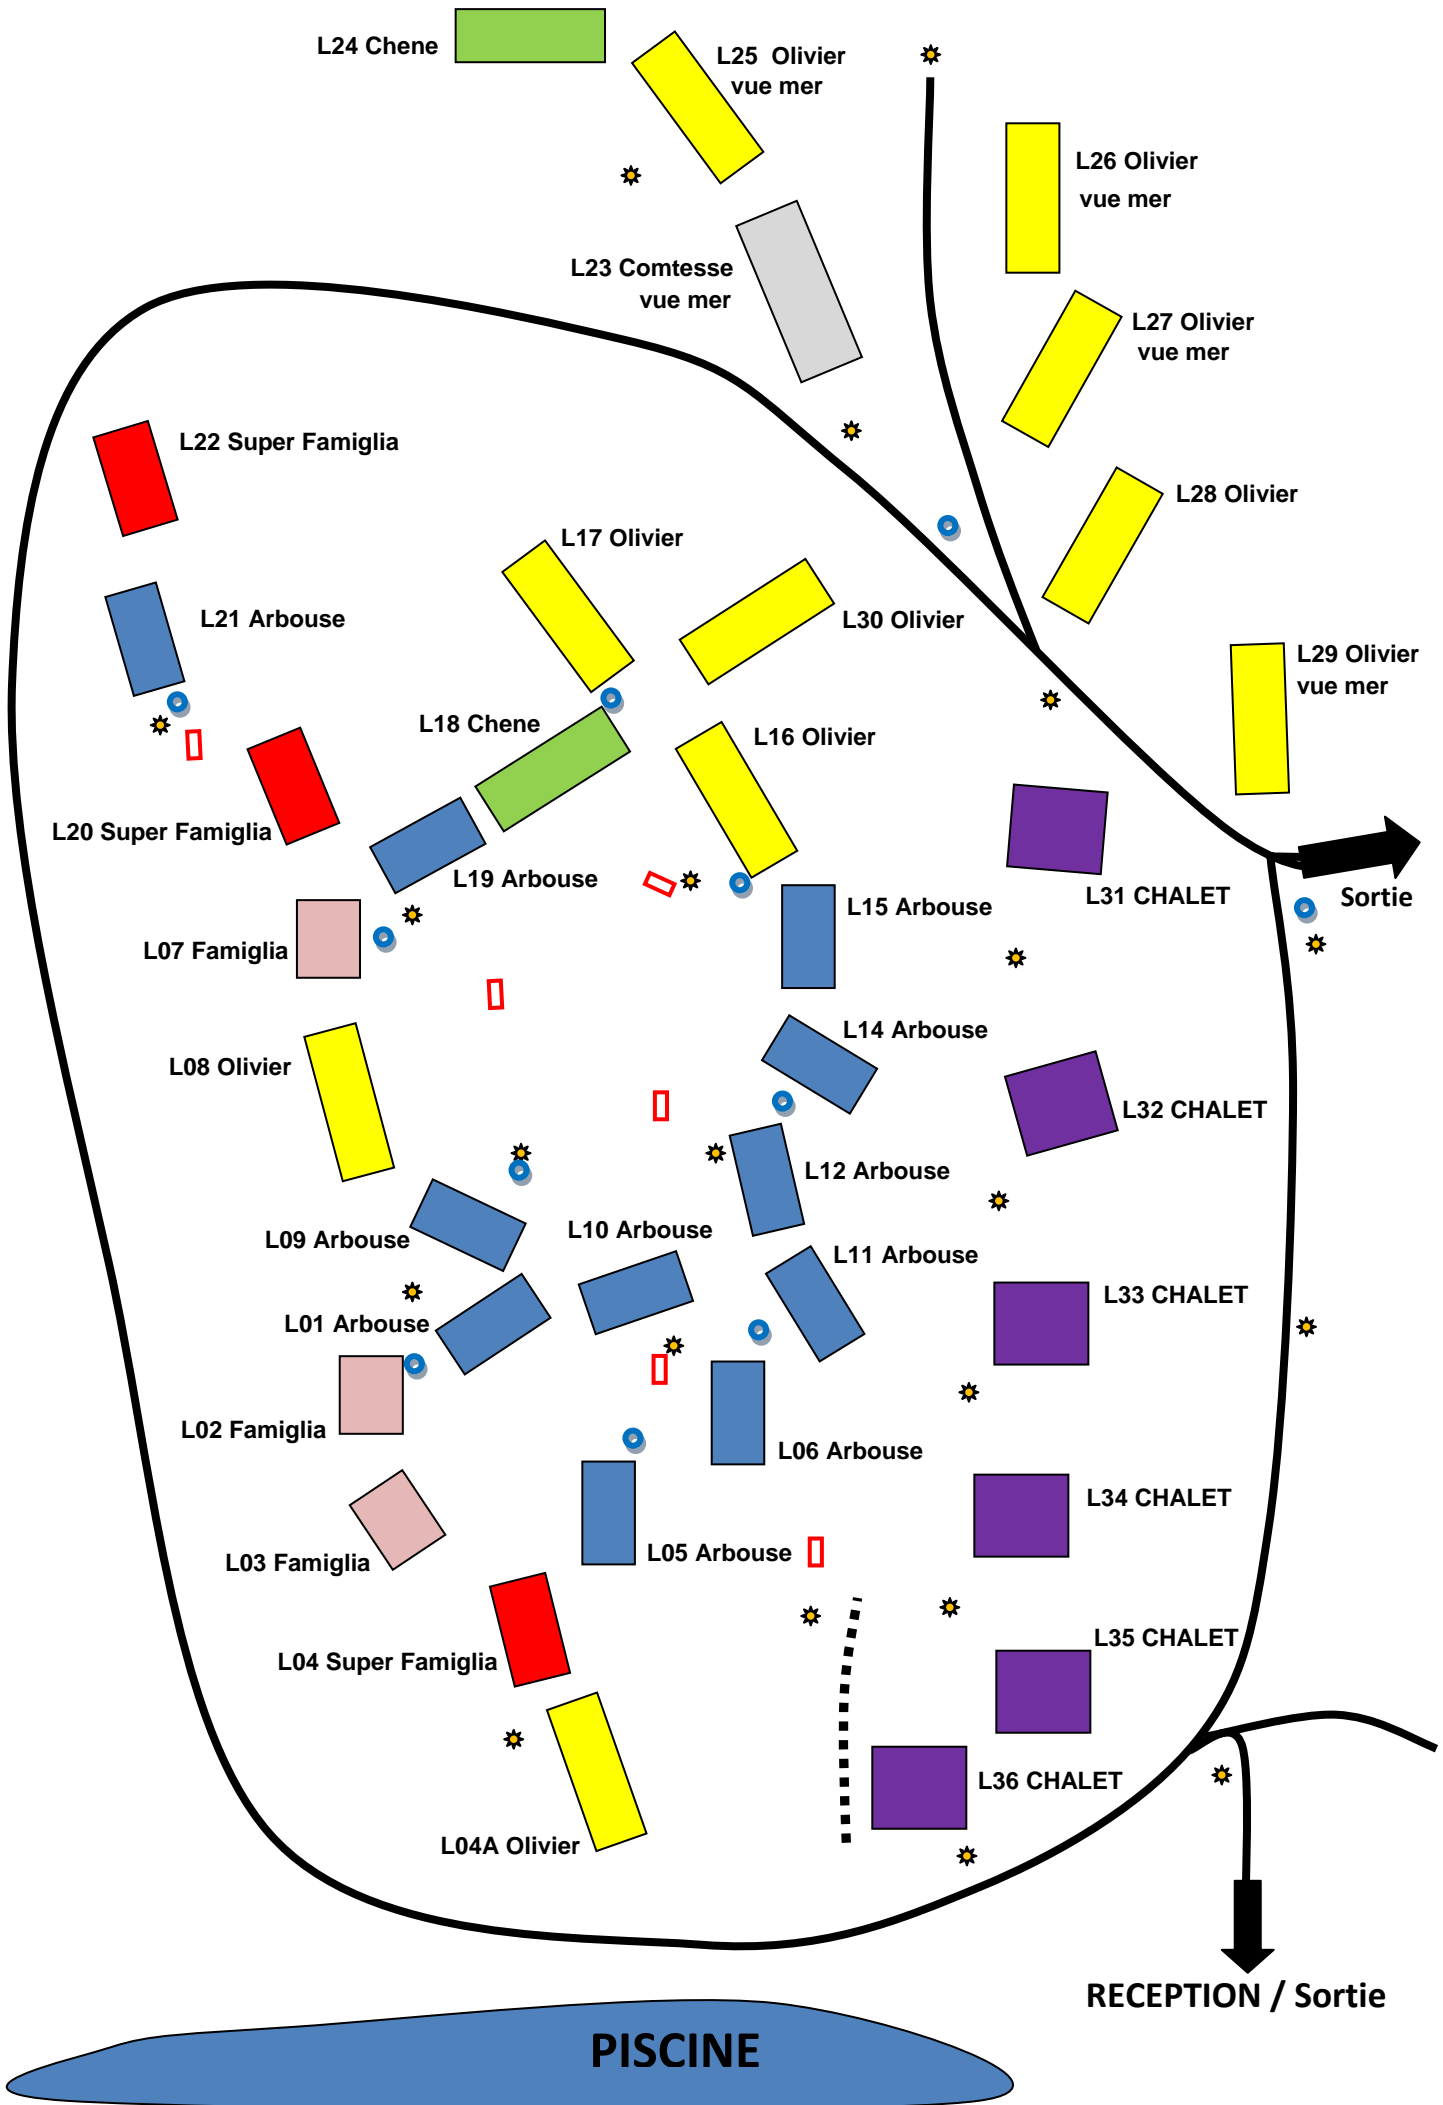 L24 Chene
L25 Olivier
vue mer
L26 Olivier
vue mer
L23 Comtesse
vue mer
L27 Olivier
vue mer
L22 Super Famiglia
L28 Olivier
L17 Olivier
L21 Arbouse
L30 Olivier
L29 Olivier
vue mer
L18 Chene
L16 Olivier
L20 Super Famiglia
L19 Arbouse
L31 CHALET
Sortie
L15 Arbouse
L07 Famiglia
L14 Arbouse
L08 Olivier
L32 CHALET
L12 Arbouse
L09 Arbouse
L10 Arbouse
L11 Arbouse
L33 CHALET
L01 Arbouse
L02 Famiglia
L06 Arbouse
L34 CHALET
L03 Famiglia
L05 Arbouse
L35 CHALET
L04 Super Famiglia
L36 CHALET
L04A Olivier
RECEPTION / Sortie
PISCINE